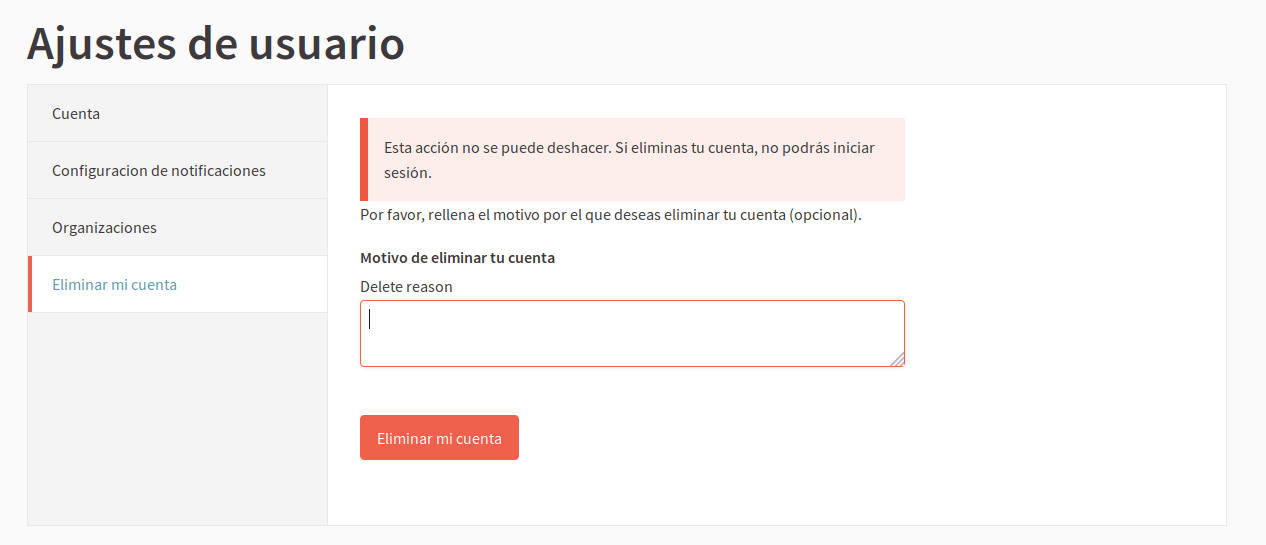 Ajustes de usuario
Cuenta
Configuracion de notificaciones
Organizaciones
Eliminar mi cuenta
Esta acción no se puede deshacer. Si eliminas tu cuenta, no podrás iniciar
sesión.
Por favor, rellena el motivo por el que deseas eliminar tu cuenta (opcional).
Motivo de eliminar tu cuenta
Delete reason
Eliminar mi cuenta